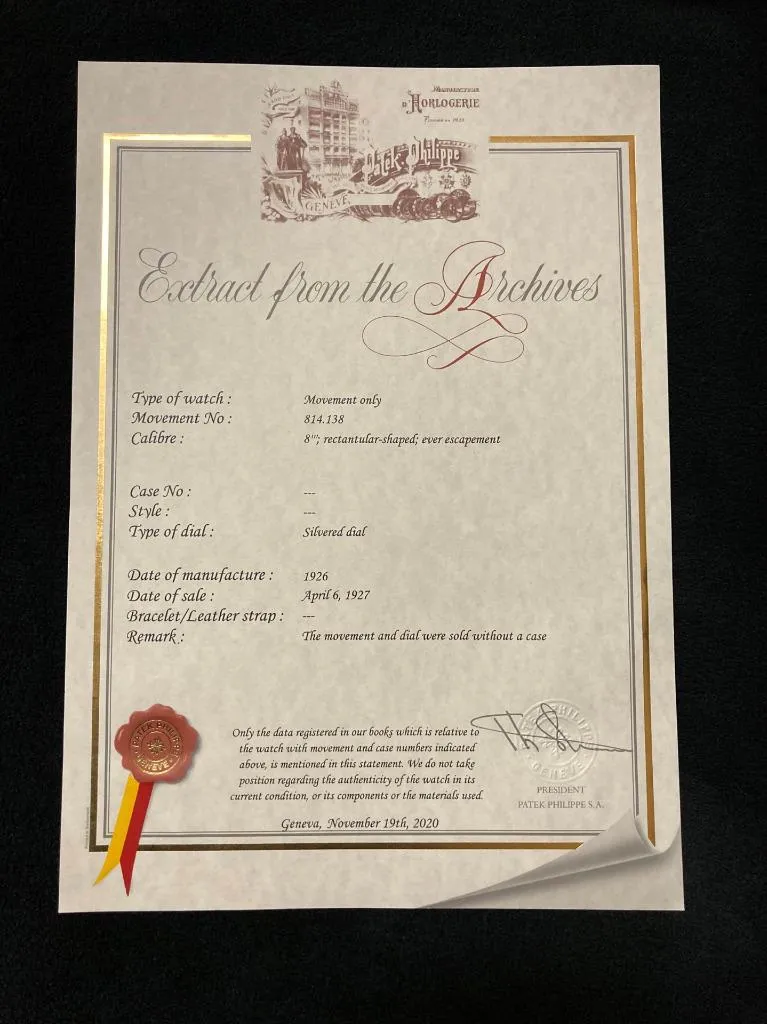 MANUFACTURE
D'HORLOGERIE
Patek Philippe
GENÈVE
Extract from the Archives
Type of watch : Movement only
Movement No : 814.138
Calibre : 8'''; rectantular-shaped; ever escapement
Case No : ---
Style : ---
Type of dial : Silvered dial
Date of manufacture : 1926
Date of sale : April 6, 1927
Bracelet/Leather strap : ---
Remark : The movement and dial were sold without a case
Only the data registered in our books which is relative to
the watch with movement and case numbers indicated
above, is mentioned in this statement. We do not take
position regarding the authenticity of the watch in its
current condition, or its components or the materials used.
PATEK PHILIPPE
GENEVE
PATEK PHILIPPE
GENEVE
PRESIDENT
PATEK PHILIPPE S.A.
Geneva, November 19th, 2020